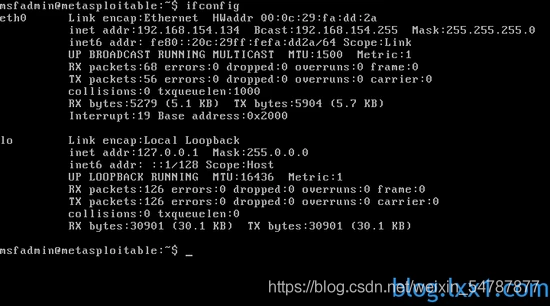 msfadmin@metasploitable:~$ ifconfig
eth0 Link encap:Ethernet HWaddr 00:0c:29:fa:dd:2a
inet addr:192.168.154.134 Bcast:192.168.154.255 Mask:255.255.255.0
inet6 addr: fe80::20c:29ff:fefa:dd2a/64 Scope:Link
UP BROADCAST RUNNING MULTICAST MTU:1500 Metric:1
RX packets:68 errors:0 dropped:0 overruns:0 frame:0
TX packets:56 errors:0 dropped:0 overruns:0 carrier:0
collisions:0 txqueuelen:1000
RX bytes:5279 (5.1 KB) TX bytes:5904 (5.7 KB)
Interrupt:19 Base address:0x2000
lo Link encap:Local Loopback
inet addr:127.0.0.1 Mask:255.0.0.0
inet6 addr: ::1/128 Scope:Host
UP LOOPBACK RUNNING MTU:16436 Metric:1
RX packets:126 errors:0 dropped:0 overruns:0 frame:0
TX packets:126 errors:0 dropped:0 overruns:0 carrier:0
collisions:0 txqueuelen:0
RX bytes:30901 (30.1 KB) TX bytes:30901 (30.1 KB)
msfadmin@metasploitable:~$ _
https://blog.csdn.net/weixin_54787877
blog.lxx1.com